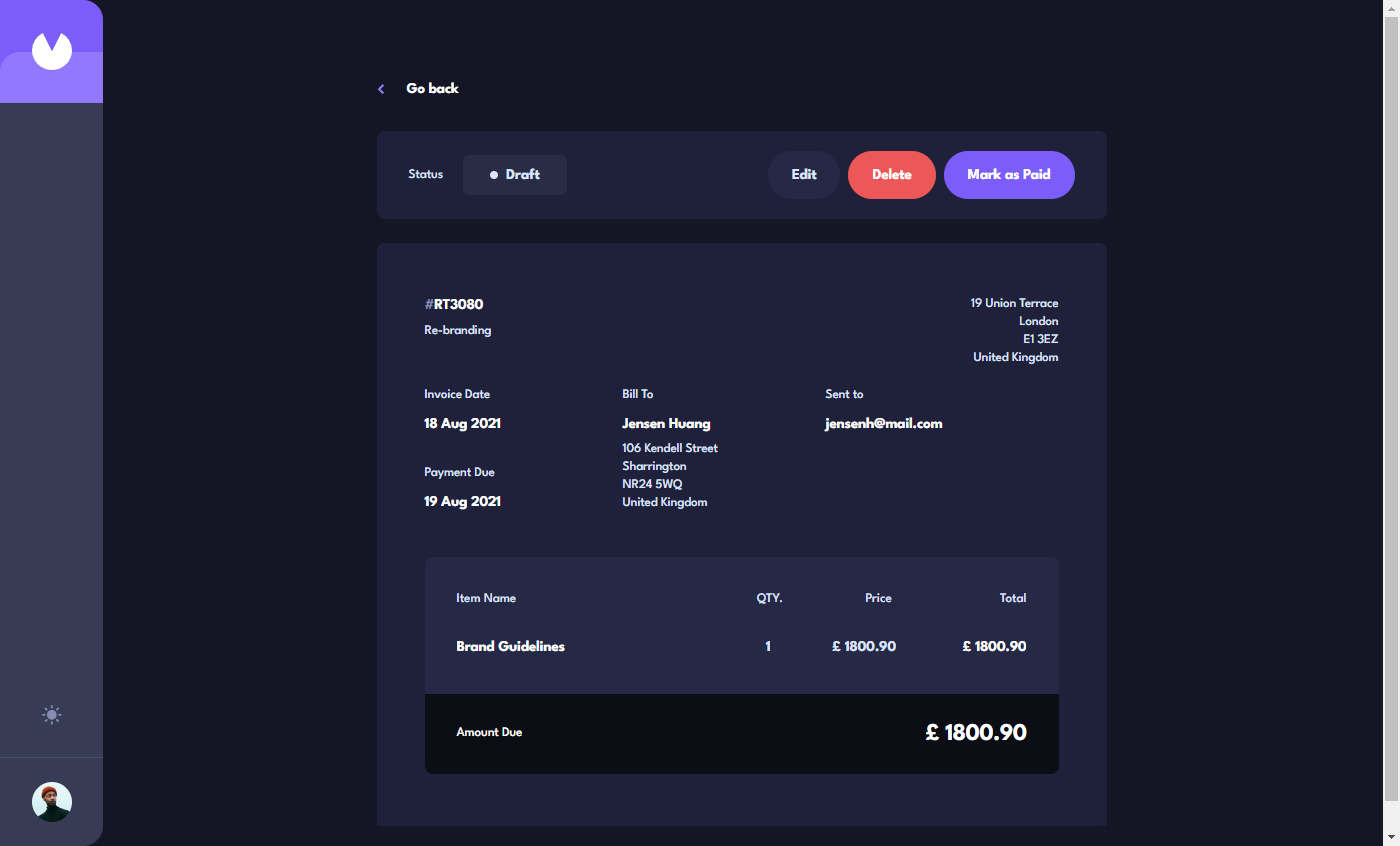 Go back
Status
Draft
Edit
Delete
Mark as Paid
#RT3080
Re-branding
19 Union Terrace
London
E1 3EZ
United Kingdom
Invoice Date
18 Aug 2021
Payment Due
19 Aug 2021
Bill To
Jensen Huang
106 Kendell Street
Sharrington
NR24 5WQ
United Kingdom
Sent to
jensenh@mail.com
Item Name QTY. Price Total
Brand Guidelines 1 £ 1800.90 £ 1800.90
Amount Due £ 1800.90